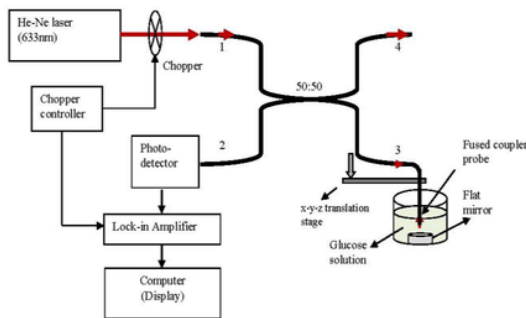 He-Ne laser
(633nm)
1
4
Chopper
50:50
Chopper
controller
2
Photo-
detector
3
Fused coupler
probe
x-y-z translation
stage
Flat
mirror
Glucose
solution
Lock-in Amplifier
Computer
(Display)